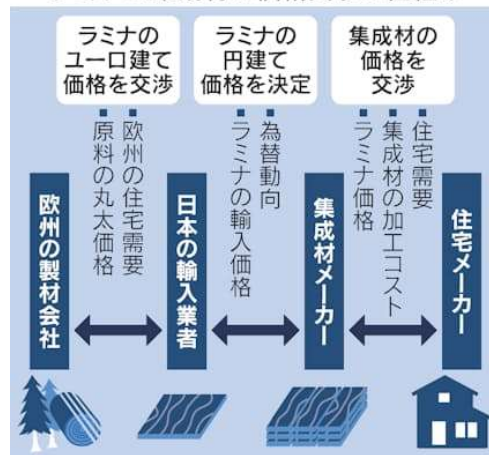 ラミナの
ユーロ建て
価格を交渉
ラミナの
円建て
価格を決定
集成材の
価格を
交渉
欧州の住宅需要
原料の丸太価格
為替動向
ラミナの輸入価格
住宅需要
集成材の加工コスト
ラミナ価格
欧州の製材会社
日本の輸入業者
集成材メーカー
住宅メーカー